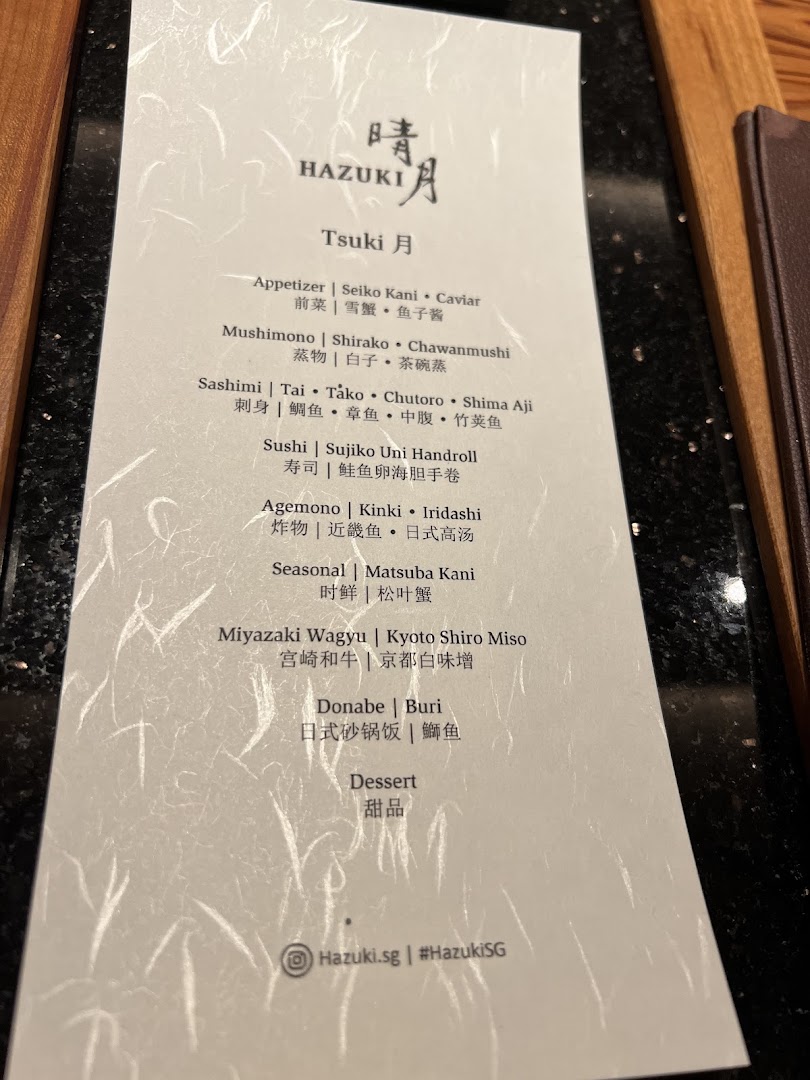 晴月
HAZUKI
Tsuki 月
Appetizer | Seiko Kani • Caviar
前菜 | 雪蟹 • 鱼子酱
Mushimono | Shirako • Chawanmushi
蒸物 | 白子 • 茶碗蒸
Sashimi | Tai • Tako • Chutoro • Shima Aji
刺身 | 鲷鱼 • 章鱼 • 中腹 • 竹荚鱼
Sushi | Sujiko Uni Handroll
寿司 | 鲑鱼卵海胆手卷
Agemono | Kinki • Iridashi
炸物 | 近畿鱼 • 日式高汤
Seasonal | Matsuba Kani
时鲜 | 松叶蟹
Miyazaki Wagyu | Kyoto Shiro Miso
宫崎和牛 | 京都白味增
Donabe | Buri
日式砂锅饭 | 鰤鱼
Dessert
甜品
Hazuki.sg | #HazukiSG